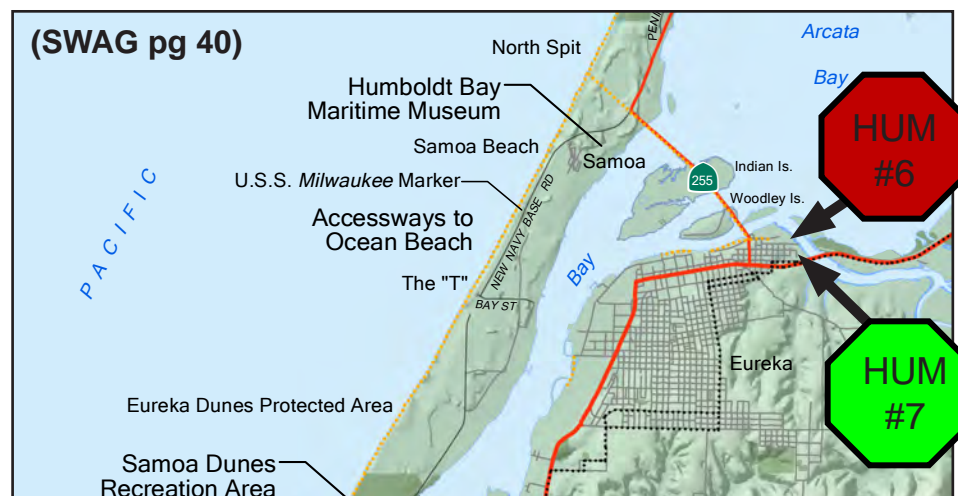 (SWAG pg 40)
North Spit
PENI
Arcata
Bay
Humboldt Bay
Maritime Museum
HUM
#6
Samoa Beach
Samoa
255
Indian Is.
U.S.S. Milwaukee Marker
Woodley Is.
NEW NAVY BASE RD
Accessways to
Ocean Beach
PACIFIC
Bay
The "T"
BAY ST
Eureka
HUM
#7
Eureka Dunes Protected Area
Samoa Dunes
Recreation Area